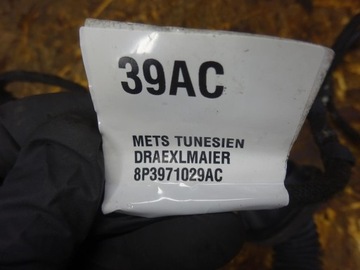 39AC
METS TUNESIEN
DRAEXLMAIER
8P3971029AC